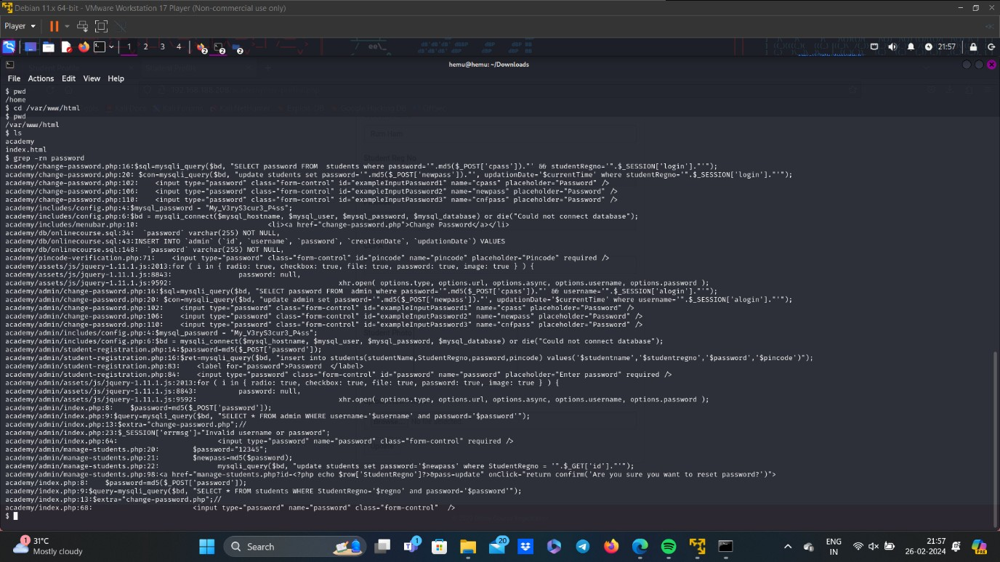 Debian 11.x 64-bit - VMware Workstation 17 Player (Non-commercial use only)
Player
1 2 3 4
2
2
2
21:57
hemu@hemu: ~/Downloads
File Actions Edit View Help
$ pwd
/home
$ cd /var/www/html
$ pwd
/var/www/html
$ ls
academy
index.html
$ grep -rn password
academy/change-password.php:16:$sql=mysqli_query($bd, "SELECT password FROM  students where password='".md5($_POST['cpass'])."' && studentRegno='".$_SESSION['login']."'");
academy/change-password.php:20: $con=mysqli_query($bd, "update students set password='".md5($_POST['newpass'])."', updationDate='$currentTime' where studentRegno='".$_SESSION['login']."'");
academy/change-password.php:102:    <input type="password" class="form-control" id="exampleInputPassword1" name="cpass" placeholder="Password" />
academy/change-password.php:106:    <input type="password" class="form-control" id="exampleInputPassword2" name="newpass" placeholder="Password" />
academy/change-password.php:110:    <input type="password" class="form-control" id="exampleInputPassword3" name="cnfpass" placeholder="Password" />
academy/includes/config.php:4:$mysql_password = "My_V3ryS3cur3_P4ss";
academy/includes/config.php:6:$bd = mysqli_connect($mysql_hostname, $mysql_user, $mysql_password, $mysql_database) or die("Could not connect database");
academy/includes/menubar.php:10:                            <li><a href="change-password.php">Change Password</a></li>
academy/db/onlinecourse.sql:34:  `password` varchar(255) NOT NULL,
academy/db/onlinecourse.sql:43:INSERT INTO `admin` (`id`, `username`, `password`, `creationDate`, `updationDate`) VALUES
academy/db/onlinecourse.sql:148:  `password` varchar(255) NOT NULL,
academy/pincode-verification.php:71:    <input type="password" class="form-control" id="pincode" name="pincode" placeholder="Pincode" required />
academy/assets/js/jquery-1.11.1.js:2013:for ( i in { radio: true, checkbox: true, file: true, password: true, image: true } ) {
academy/assets/js/jquery-1.11.1.js:8843:                password: null,
academy/assets/js/jquery-1.11.1.js:9592:                                        xhr.open( options.type, options.url, options.async, options.username, options.password );
academy/admin/change-password.php:16:$sql=mysqli_query($bd, "SELECT password FROM  admin where password='".md5($_POST['cpass'])."' && username='".$_SESSION['alogin']."'");
academy/admin/change-password.php:20: $con=mysqli_query($bd, "update admin set password='".md5($_POST['newpass'])."', updationDate='$currentTime' where username='".$_SESSION['alogin']."'");
academy/admin/change-password.php:102:    <input type="password" class="form-control" id="exampleInputPassword1" name="cpass" placeholder="Password" />
academy/admin/change-password.php:106:    <input type="password" class="form-control" id="exampleInputPassword2" name="newpass" placeholder="Password" />
academy/admin/change-password.php:110:    <input type="password" class="form-control" id="exampleInputPassword3" name="cnfpass" placeholder="Password" />
academy/admin/includes/config.php:4:$mysql_password = "My_V3ryS3cur3_P4ss";
academy/admin/includes/config.php:6:$bd = mysqli_connect($mysql_hostname, $mysql_user, $mysql_password, $mysql_database) or die("Could not connect database");
academy/admin/student-registration.php:14:$password=md5($_POST['password']);
academy/admin/student-registration.php:16:$ret=mysqli_query($bd, "insert into students(studentName,StudentRegno,password,pincode) values('$studentname','$studentregno','$password','$pincode')");
academy/admin/student-registration.php:83:    <label for="password">Password  </label>
academy/admin/student-registration.php:84:    <input type="password" class="form-control" id="password" name="password" placeholder="Enter password" required />
academy/admin/assets/js/jquery-1.11.1.js:2013:for ( i in { radio: true, checkbox: true, file: true, password: true, image: true } ) {
academy/admin/assets/js/jquery-1.11.1.js:8843:          password: null,
academy/admin/assets/js/jquery-1.11.1.js:9592:                                  xhr.open( options.type, options.url, options.async, options.username, options.password );
academy/admin/index.php:8:    $password=md5($_POST['password']);
academy/admin/index.php:9:$query=mysqli_query($bd, "SELECT * FROM admin WHERE username='$username' and password='$password'");
academy/admin/index.php:13:$extra="change-password.php";//
academy/admin/index.php:23:$_SESSION['errmsg']="Invalid username or password";
academy/admin/index.php:64:                        <input type="password" name="password" class="form-control" required />
academy/admin/manage-students.php:20:        $password="12345";
academy/admin/manage-students.php:21:        $newpass=md5($password);
academy/admin/manage-students.php:22:              mysqli_query($bd, "update students set password='$newpass' where StudentRegno = '".$_GET['id']."'");
academy/admin/manage-students.php:98:<a href="manage-students.php?id=<?php echo $row['StudentRegno']?>&pass=update" onClick="return confirm('Are you sure you want to reset password?')">
academy/index.php:8:    $password=md5($_POST['password']);
academy/index.php:9:$query=mysqli_query($bd, "SELECT * FROM students WHERE StudentRegno='$regno' and password='$password'");
academy/index.php:13:$extra="change-password.php";//
academy/index.php:68:                        <input type="password" name="password" class="form-control"  />
$
1
31°C
Mostly cloudy
Search
1
20
ENG
IN
21:57
26-02-2024
PRE